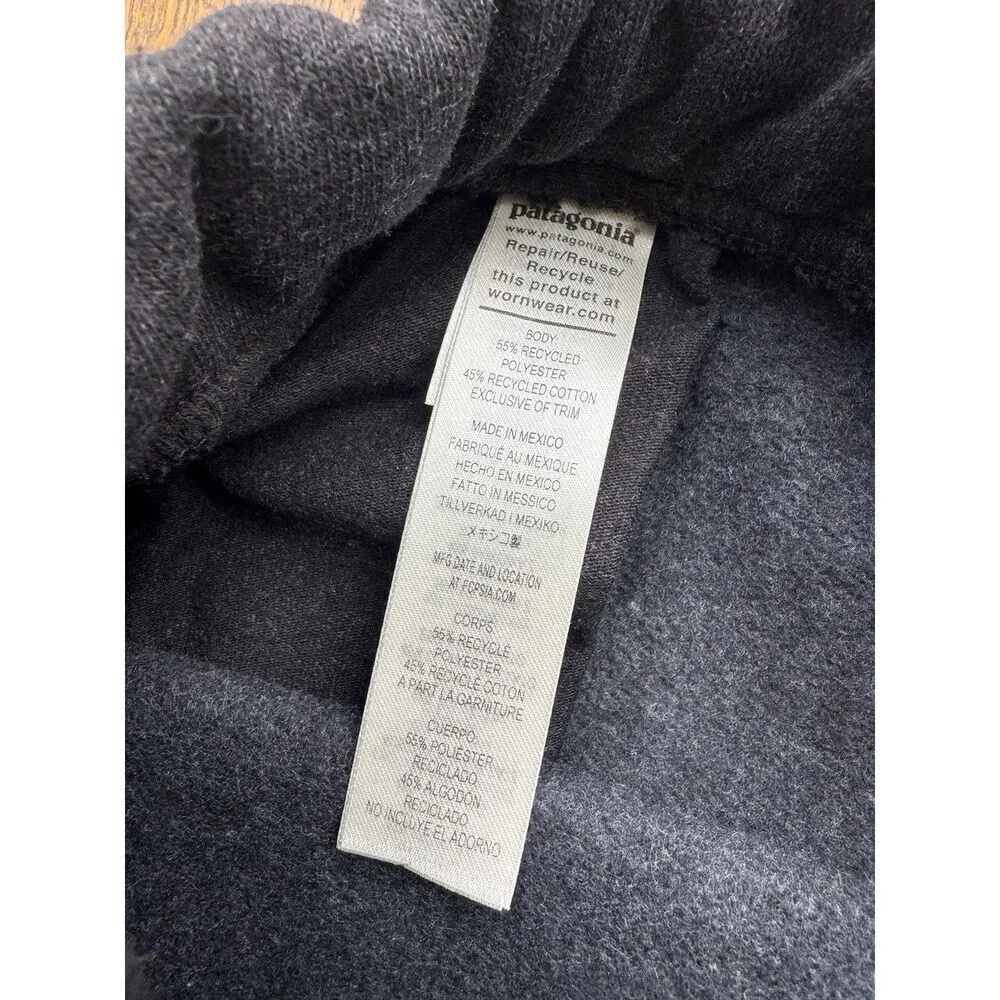 patagonia®
www.patagonia.com
Repair/Reuse/
Recycle
this product at
wornwear.com
BODY:
55% RECYCLED
POLYESTER
45% RECYCLED COTTON
EXCLUSIVE OF TRIM
MADE IN MEXICO
FABRIQUÉ AU MEXIQUE
HECHO EN MEXICO
FATTO IN MESSICO
TILLVERKAD I MEXIKO
メキシコ製
MFG DATE AND LOCATION
AT FCPSIA.COM
CORPS:
55% RECYCLE
POLYESTER
45% RECYCLÉ COTON
A PART LA GARNITURE
CUERPO:
55% POLIÉSTER
RECICLADO
45% ALGODÓN
RECICLADO
NO INCLUYE EL ADORNO